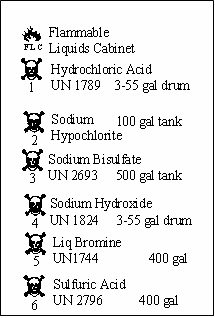 Flammable
FLC Liquids Cabinet
Hydrochloric Acid
1 UN 1789 3-55 gal drum
Sodium 100 gal tank
2 Hypochlorite
Sodium Bisulfate
3 UN 2693 500 gal tank
Sodium Hydroxide
4 UN 1824 3-55 gal drum
Liq Bromine
5 UN1744 400 gal
Sulfuric Acid
6 UN 2796 400 gal